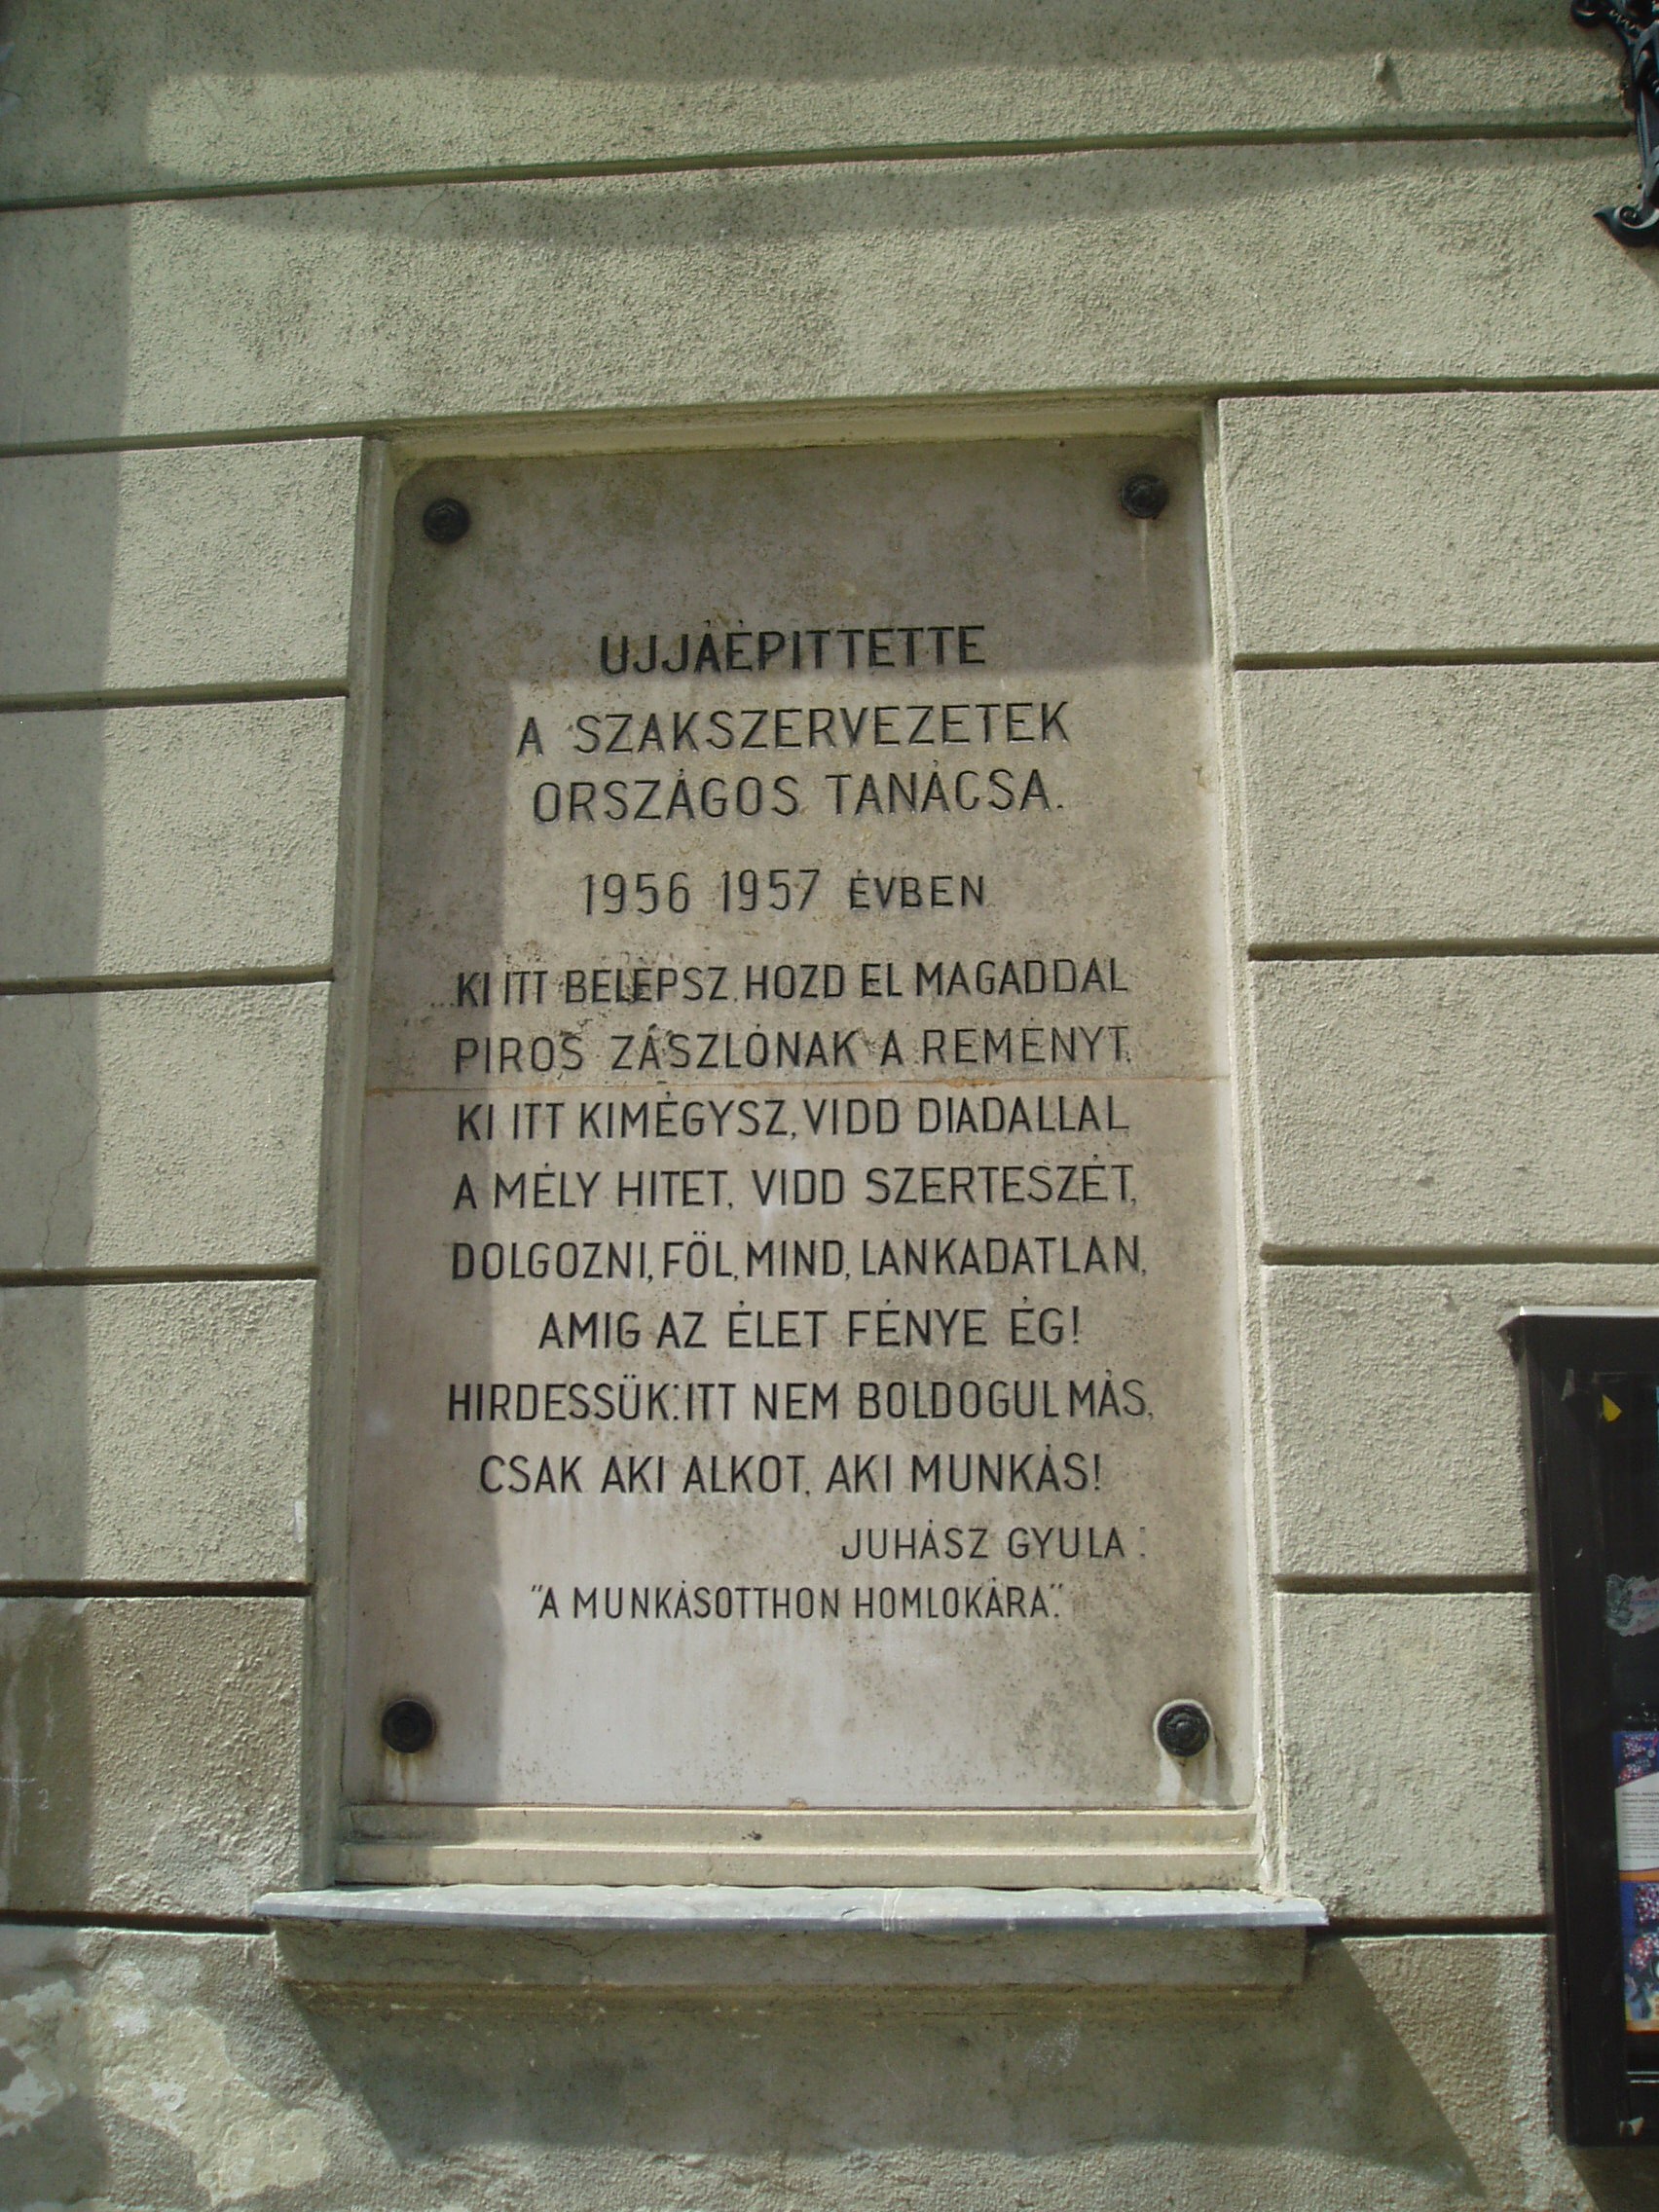 UJJÁÉPITTETTE
A SZAKSZERVEZETEK
ORSZÁGOS TANÁCSA.
1956 1957 ÉVBEN
KI ITT BELÉPSZ, HOZD EL MAGADDAL
PIROS ZÁSZLÓNAK A REMÉNYT,
KI ITT KIMÉGYSZ, VIDD DIADALLAL
A MÉLY HITET, VIDD SZERTESZÉT,
DOLGOZNI, FÖL, MIND, LANKADATLAN,
AMIG AZ ÉLET FÉNYE ÉG!
HIRDESSÜK: ITT NEM BOLDOGUL MÁS,
CSAK AKI ALKOT, AKI MUNKÁS!
JUHÁSZ GYULA:
"A MUNKÁSOTTHON HOMLOKÁRA."